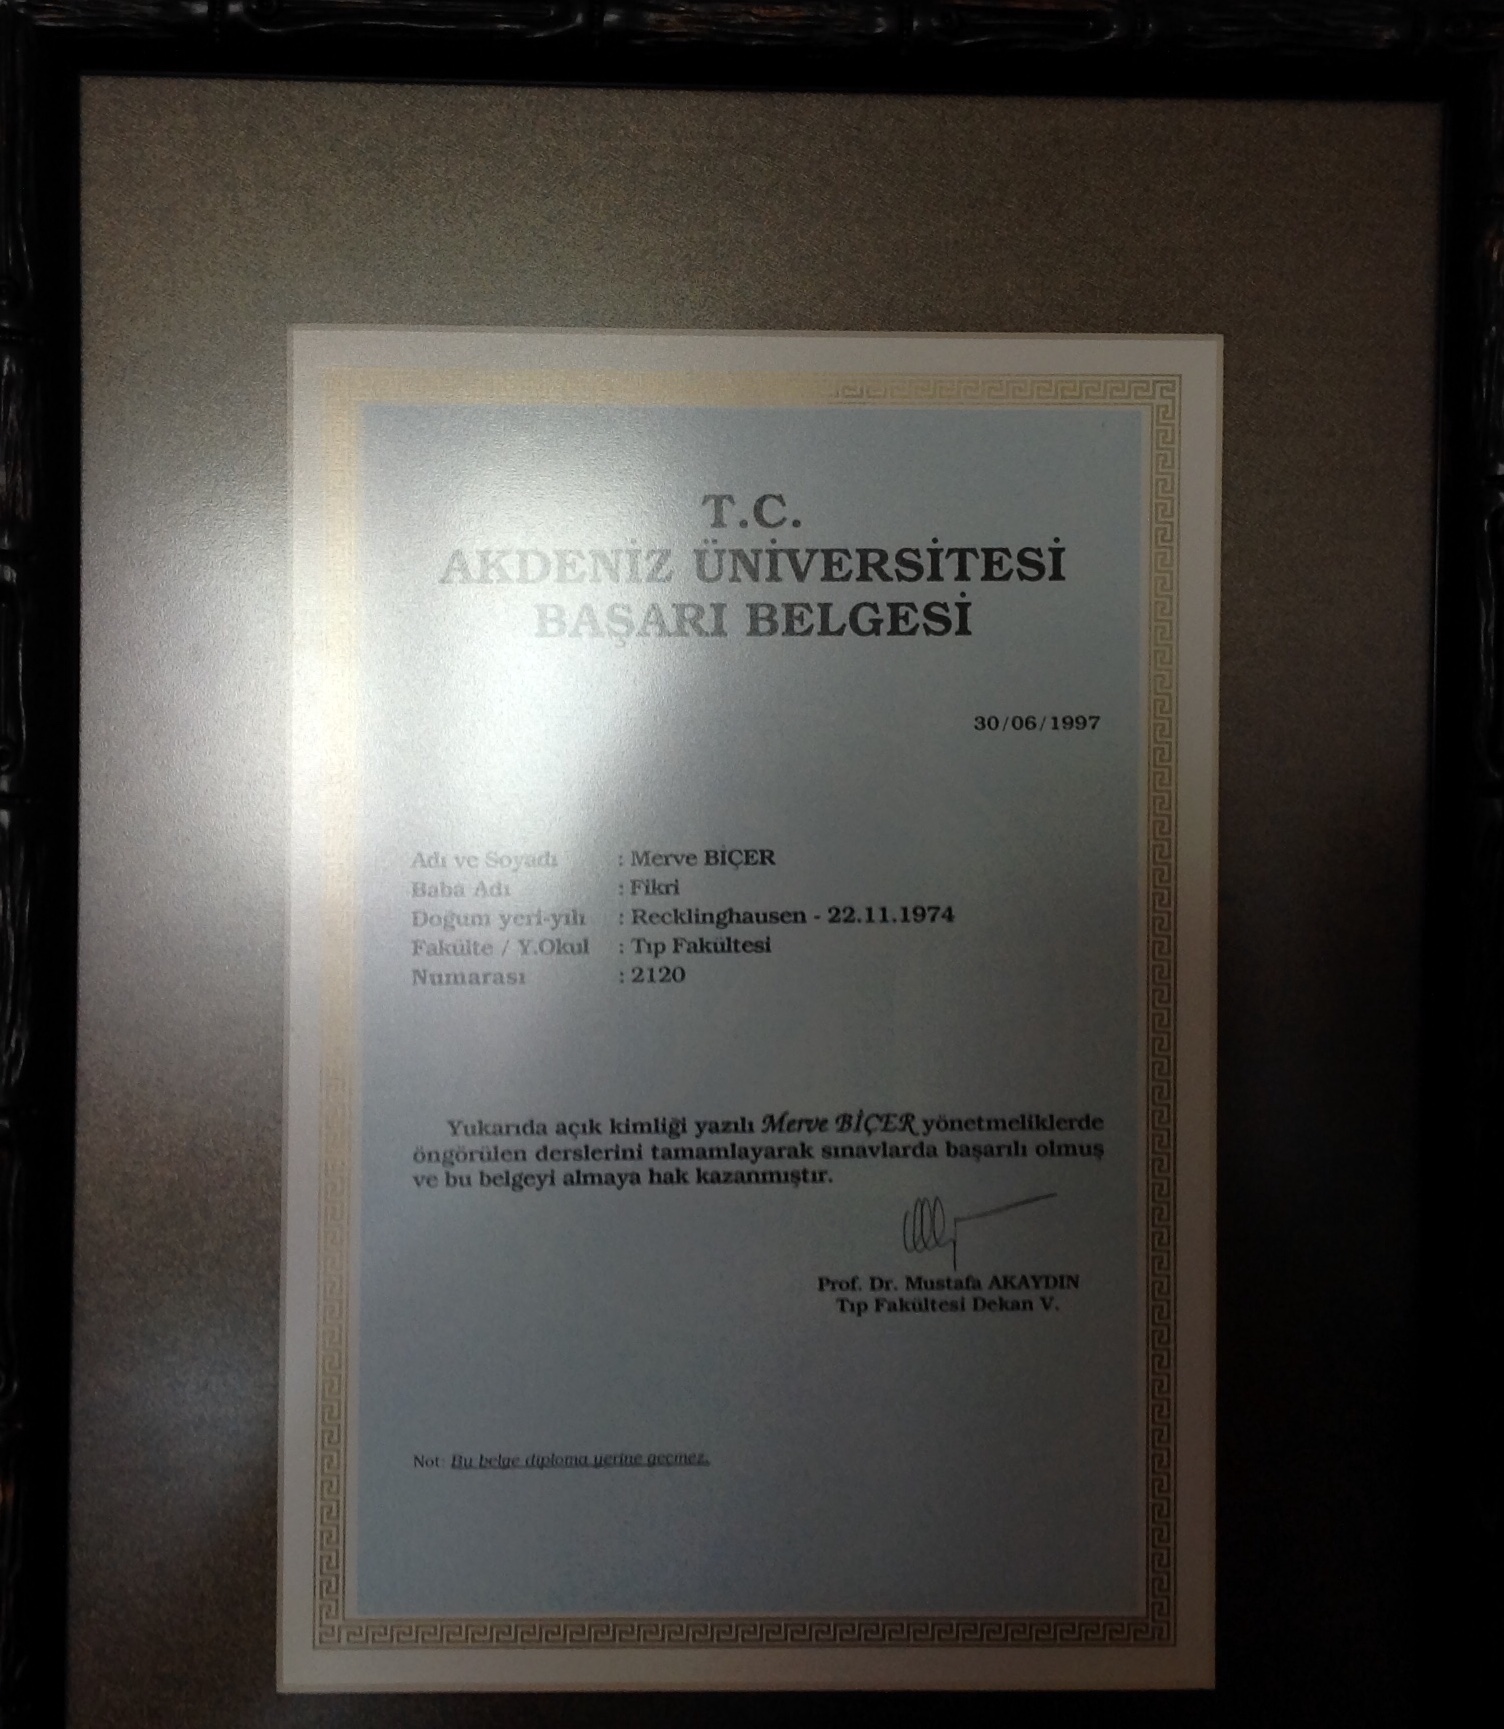 T.C.
AKDENİZ ÜNİVERSİTESİ
BAŞARI BELGESİ
30/06/1997
Adı ve Soyadı : Merve BİÇER
Baba Adı : Fikri
Doğum yeri-yılı : Recklinghausen - 22.11.1974
Fakülte / Y.Okul : Tıp Fakültesi
Numarası : 2120
Yukarıda açık kimliği yazılı Merve BİÇER yönetmeliklerde
öngörülen derslerini tamamlayarak sınavlarda başarılı olmuş
ve bu belgeyi almaya hak kazanmıştır.
Prof. Dr. Mustafa AKAYDIN
Tıp Fakültesi Dekan V.
Not: Bu belge diploma yerine geçmez.